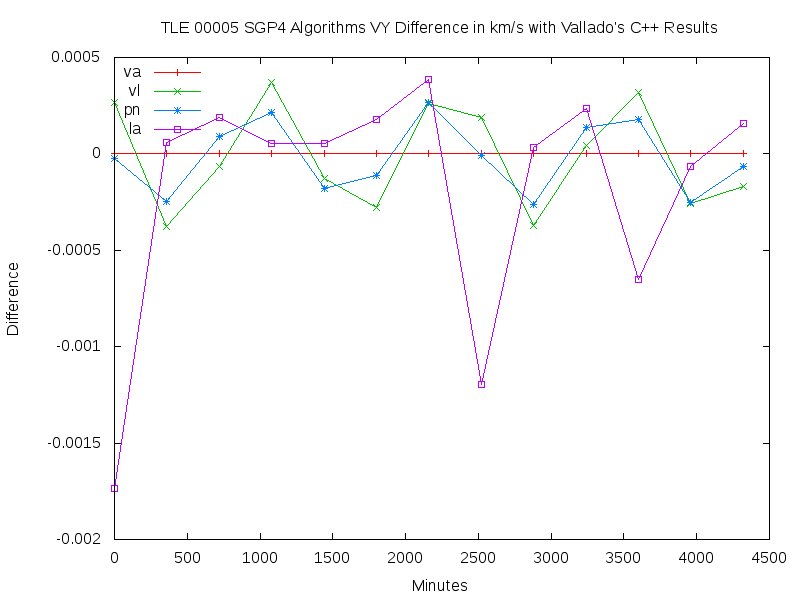 TLE 00005 SGP4 Algorithms VY Difference in km/s with Vallado's C++ Results
0.0005
va
vl
pn
la
0
-0.0005
Difference
-0.001
-0.0015
-0.002
0 500 1000 1500 2000 2500 3000 3500 4000 4500
Minutes